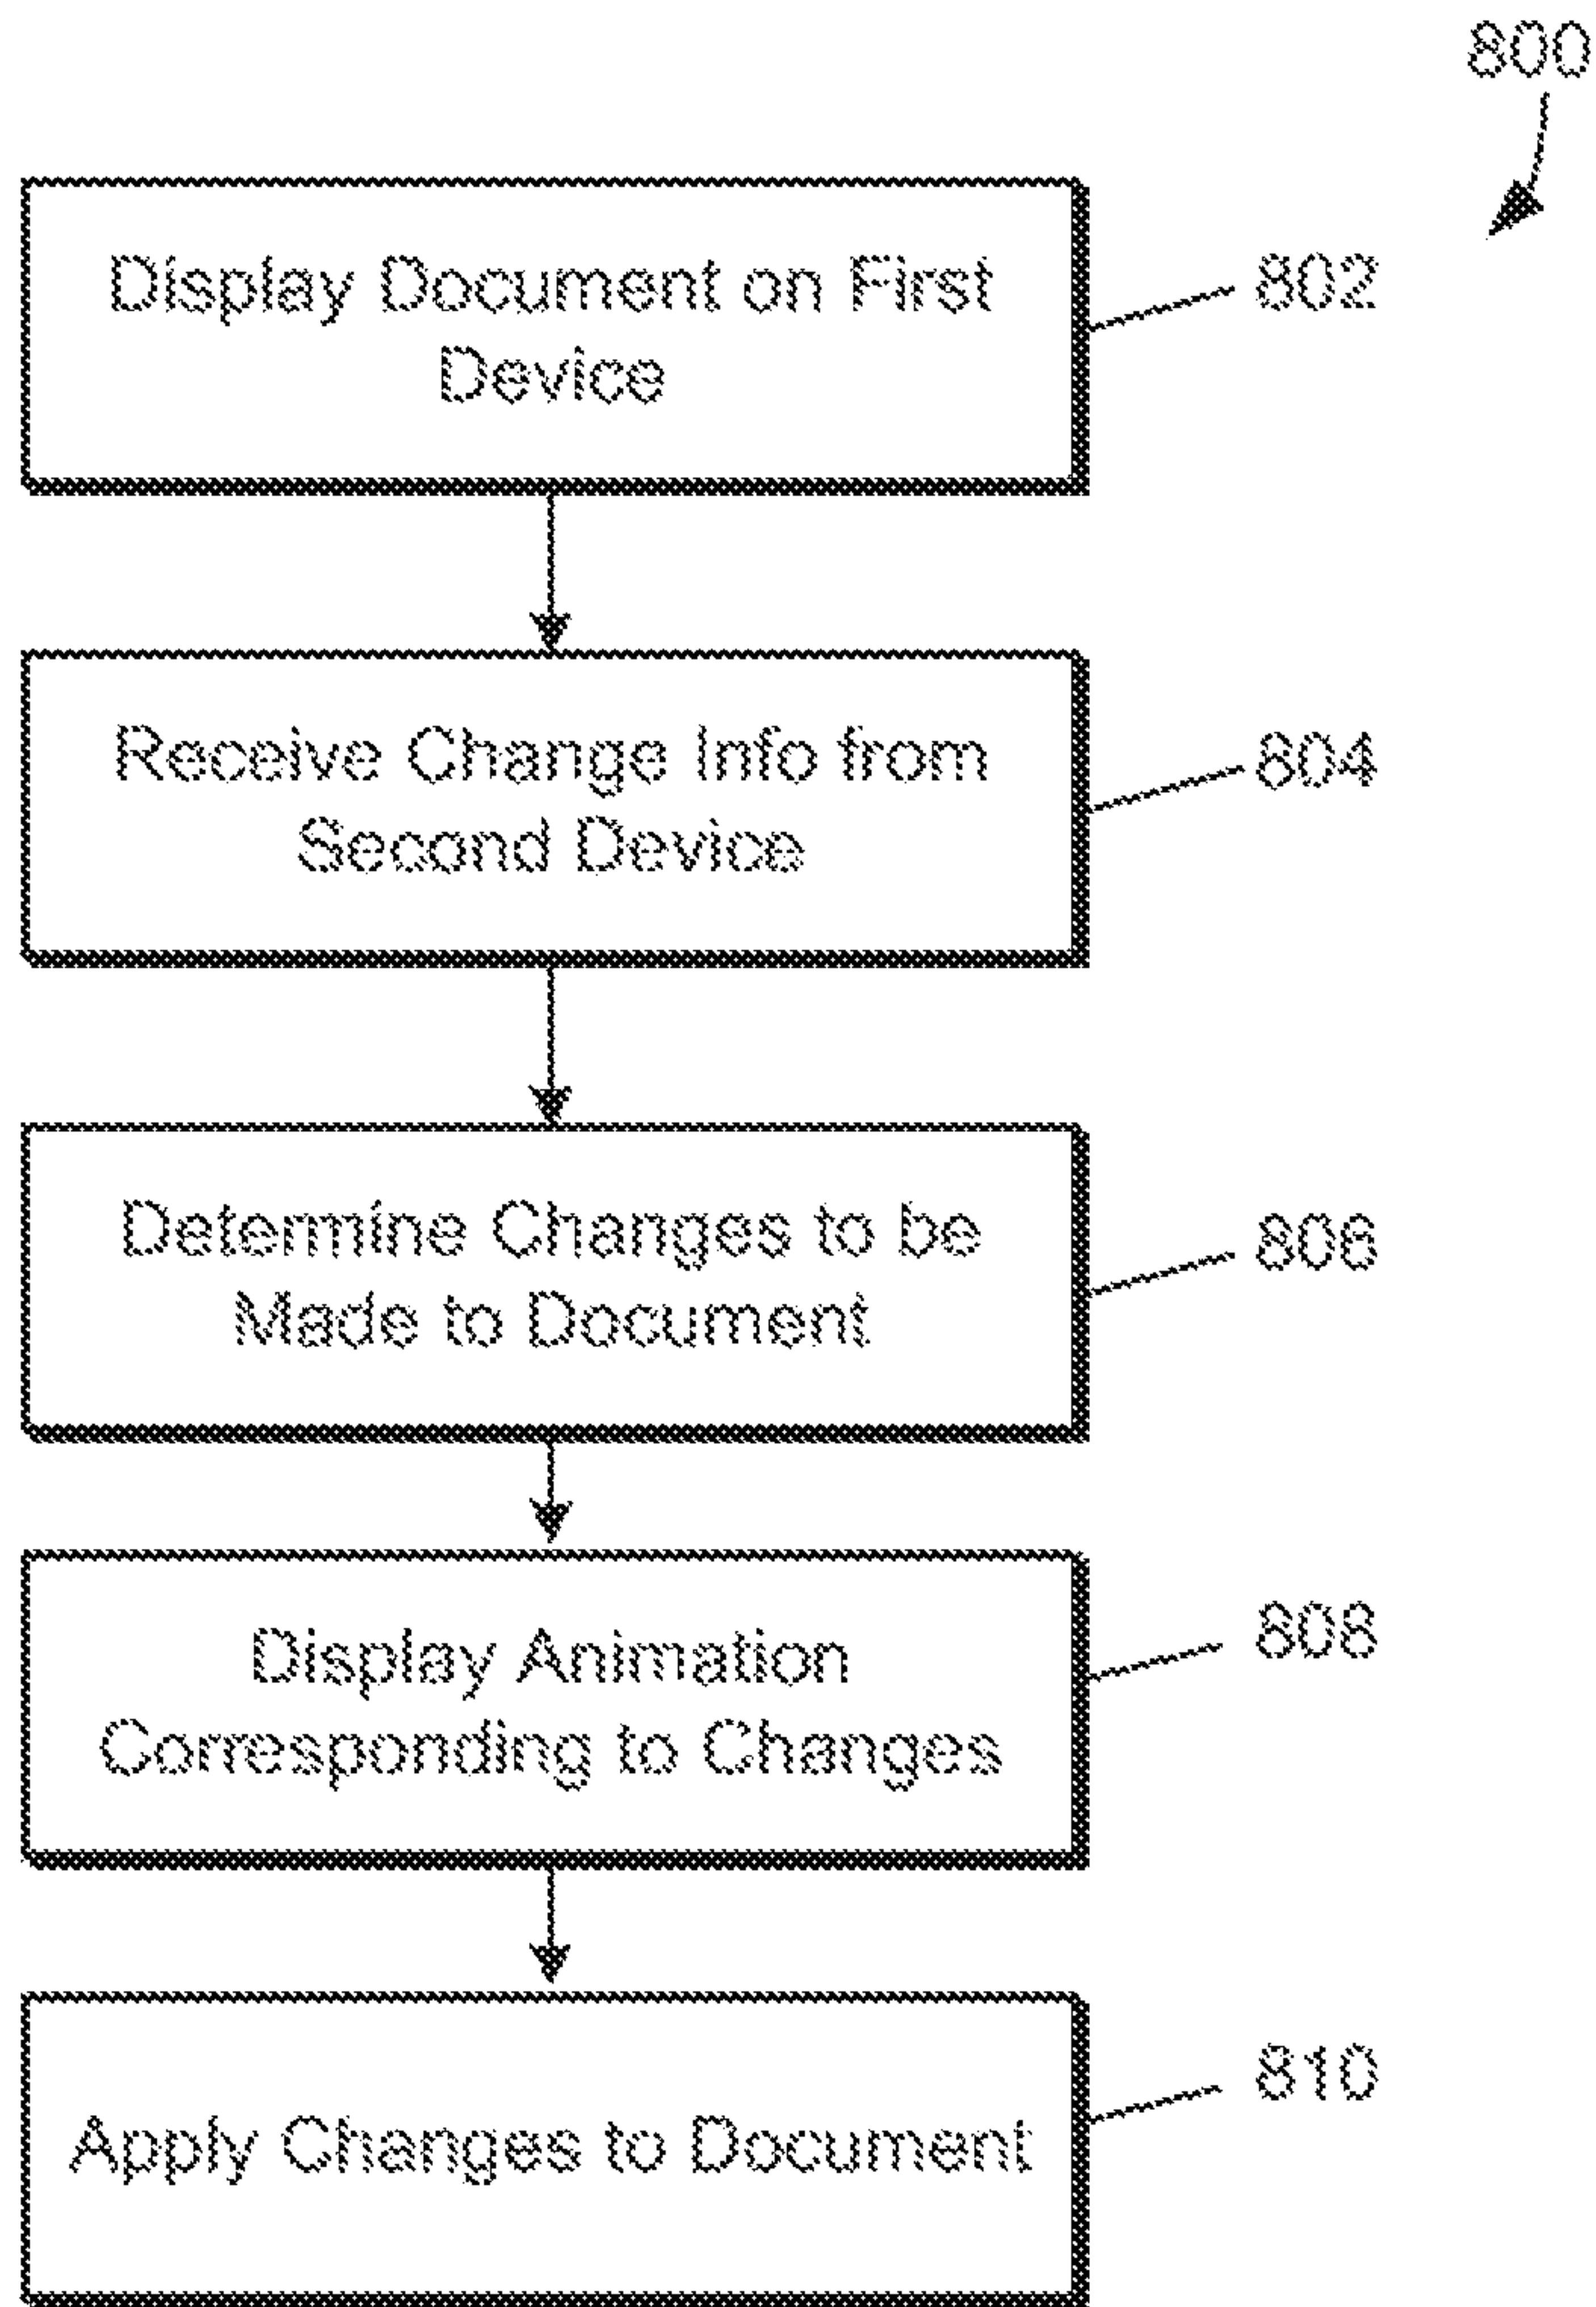 800
Display Document on First
Device
802
Receive Change Info from
Second Device
804
Determine Changes to be
Made to Document
806
Display Animation
Corresponding to Changes
808
Apply Changes to Document
810